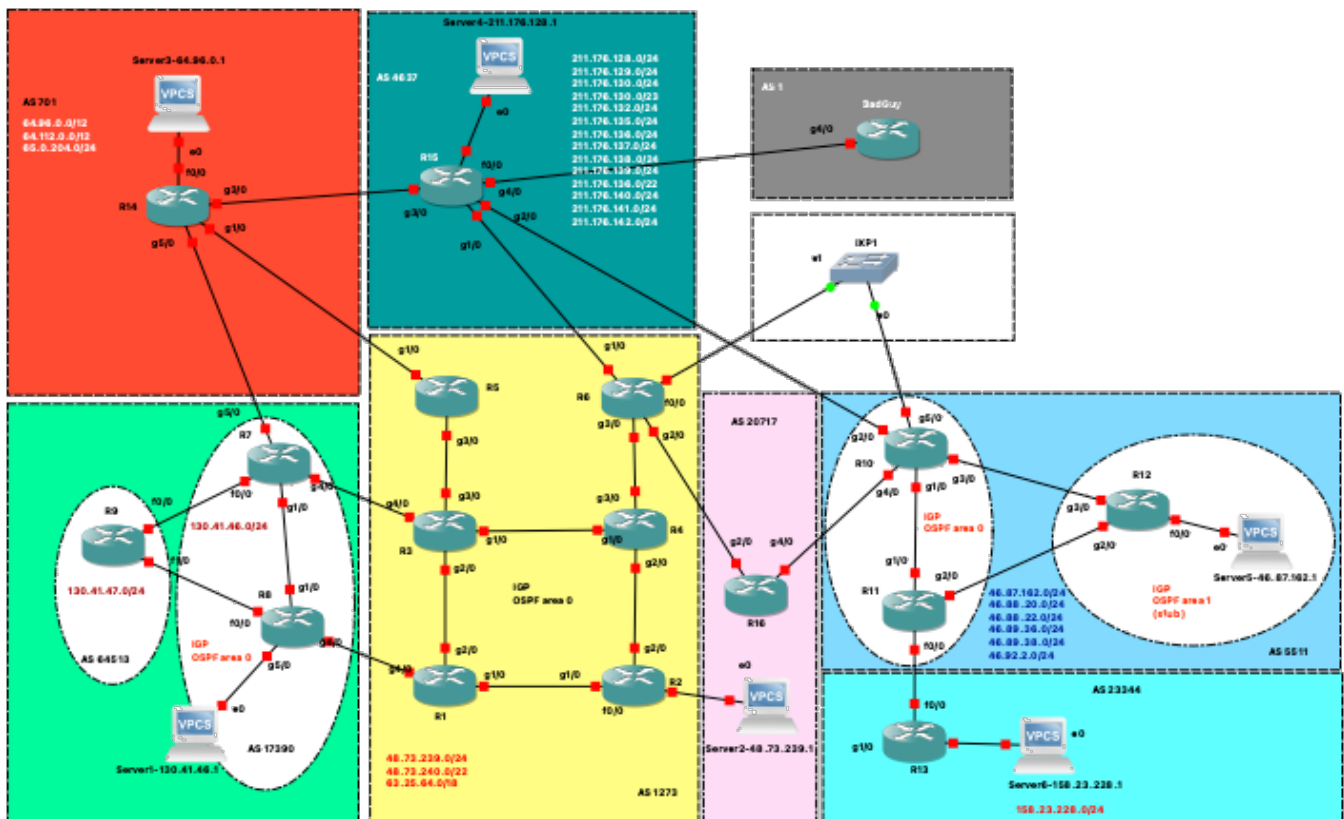 Server3-64.96.0.1
AS 701
64.96.0.0/12
64.112.0.0/12
65.0.204.0/24
VPCS
e0
f0/0
R14
g3/0
g1/0
g5/0
Server4-211.176.128.1
AS 4637
VPCS
e0
R15
f0/0
g4/0
g2/0
g3/0
g1/0
211.176.128.0/24
211.176.129.0/24
211.176.130.0/24
211.176.130.0/23
211.176.132.0/24
211.176.135.0/24
211.176.136.0/24
211.176.137.0/24
211.176.138.0/24
211.176.139.0/24
211.176.136.0/22
211.176.140.0/24
211.176.141.0/24
211.176.142.0/24
AS 1
BadGuy
g4/0
IXP1
e1
e0
g5/0
R7
f0/0
g4/0
g1/0
130.41.46.0/24
R9
f0/0
f1/0
130.41.47.0/24
AS 64513
g1/0
R8
f0/0
g4/0
g5/0
IGP
OSPF area 0
e0
VPCS
AS 17390
Server1-130.41.46.1
g1/0
R5
g3/0
g1/0
R6
f0/0
g3/0
g2/0
g4/0
g3/0
R3
g1/0
g2/0
g3/0
R4
g1/0
g2/0
IGP
OSPF area 0
g4/0
g2/0
R1
g1/0
g2/0
g1/0
R2
f0/0
48.73.239.0/24
48.73.240.0/22
63.25.64.0/18
AS 1273
AS 20717
g2/0
g4/0
R16
e0
VPCS
Server2-48.73.239.1
g5/0
g2/0
R10
g4/0
g1/0
g3/0
IGP
OSPF area 0
g1/0
g2/0
R11
f0/0
R12
g3/0
g2/0
f0/0
e0
VPCS
Server5-46.87.162.1
IGP
OSPF area 1
(stub)
46.87.162.0/24
46.88.20.0/24
46.88.22.0/24
46.89.36.0/24
46.89.38.0/24
46.92.2.0/24
AS 5511
AS 23344
f0/0
g1/0
R13
e0
VPCS
Server6-158.23.228.1
158.23.228.0/24